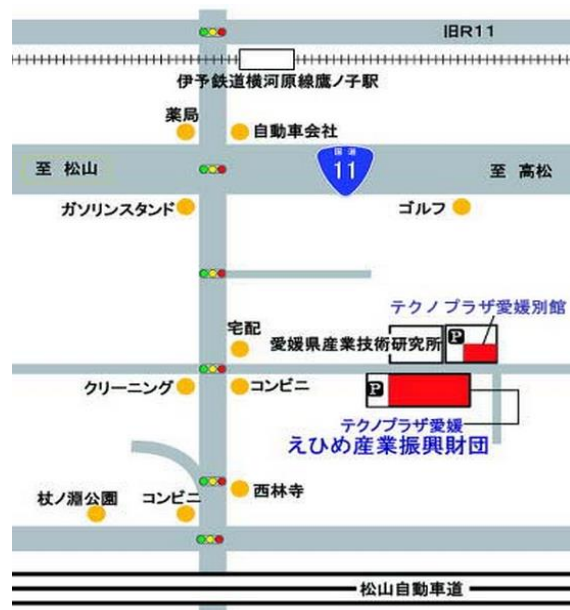 旧R11
伊予鉄道横河原線鷹ノ子駅
薬局
自動車会社
至 松山
国道
11
至 高松
ガソリンスタンド
ゴルフ
テクノプラザ愛媛別館
宅配
愛媛県産業技術研究所
P
クリーニング
コンビニ
P
テクノプラザ愛媛
えひめ産業振興財団
杖ノ淵公園
コンビニ
西林寺
松山自動車道